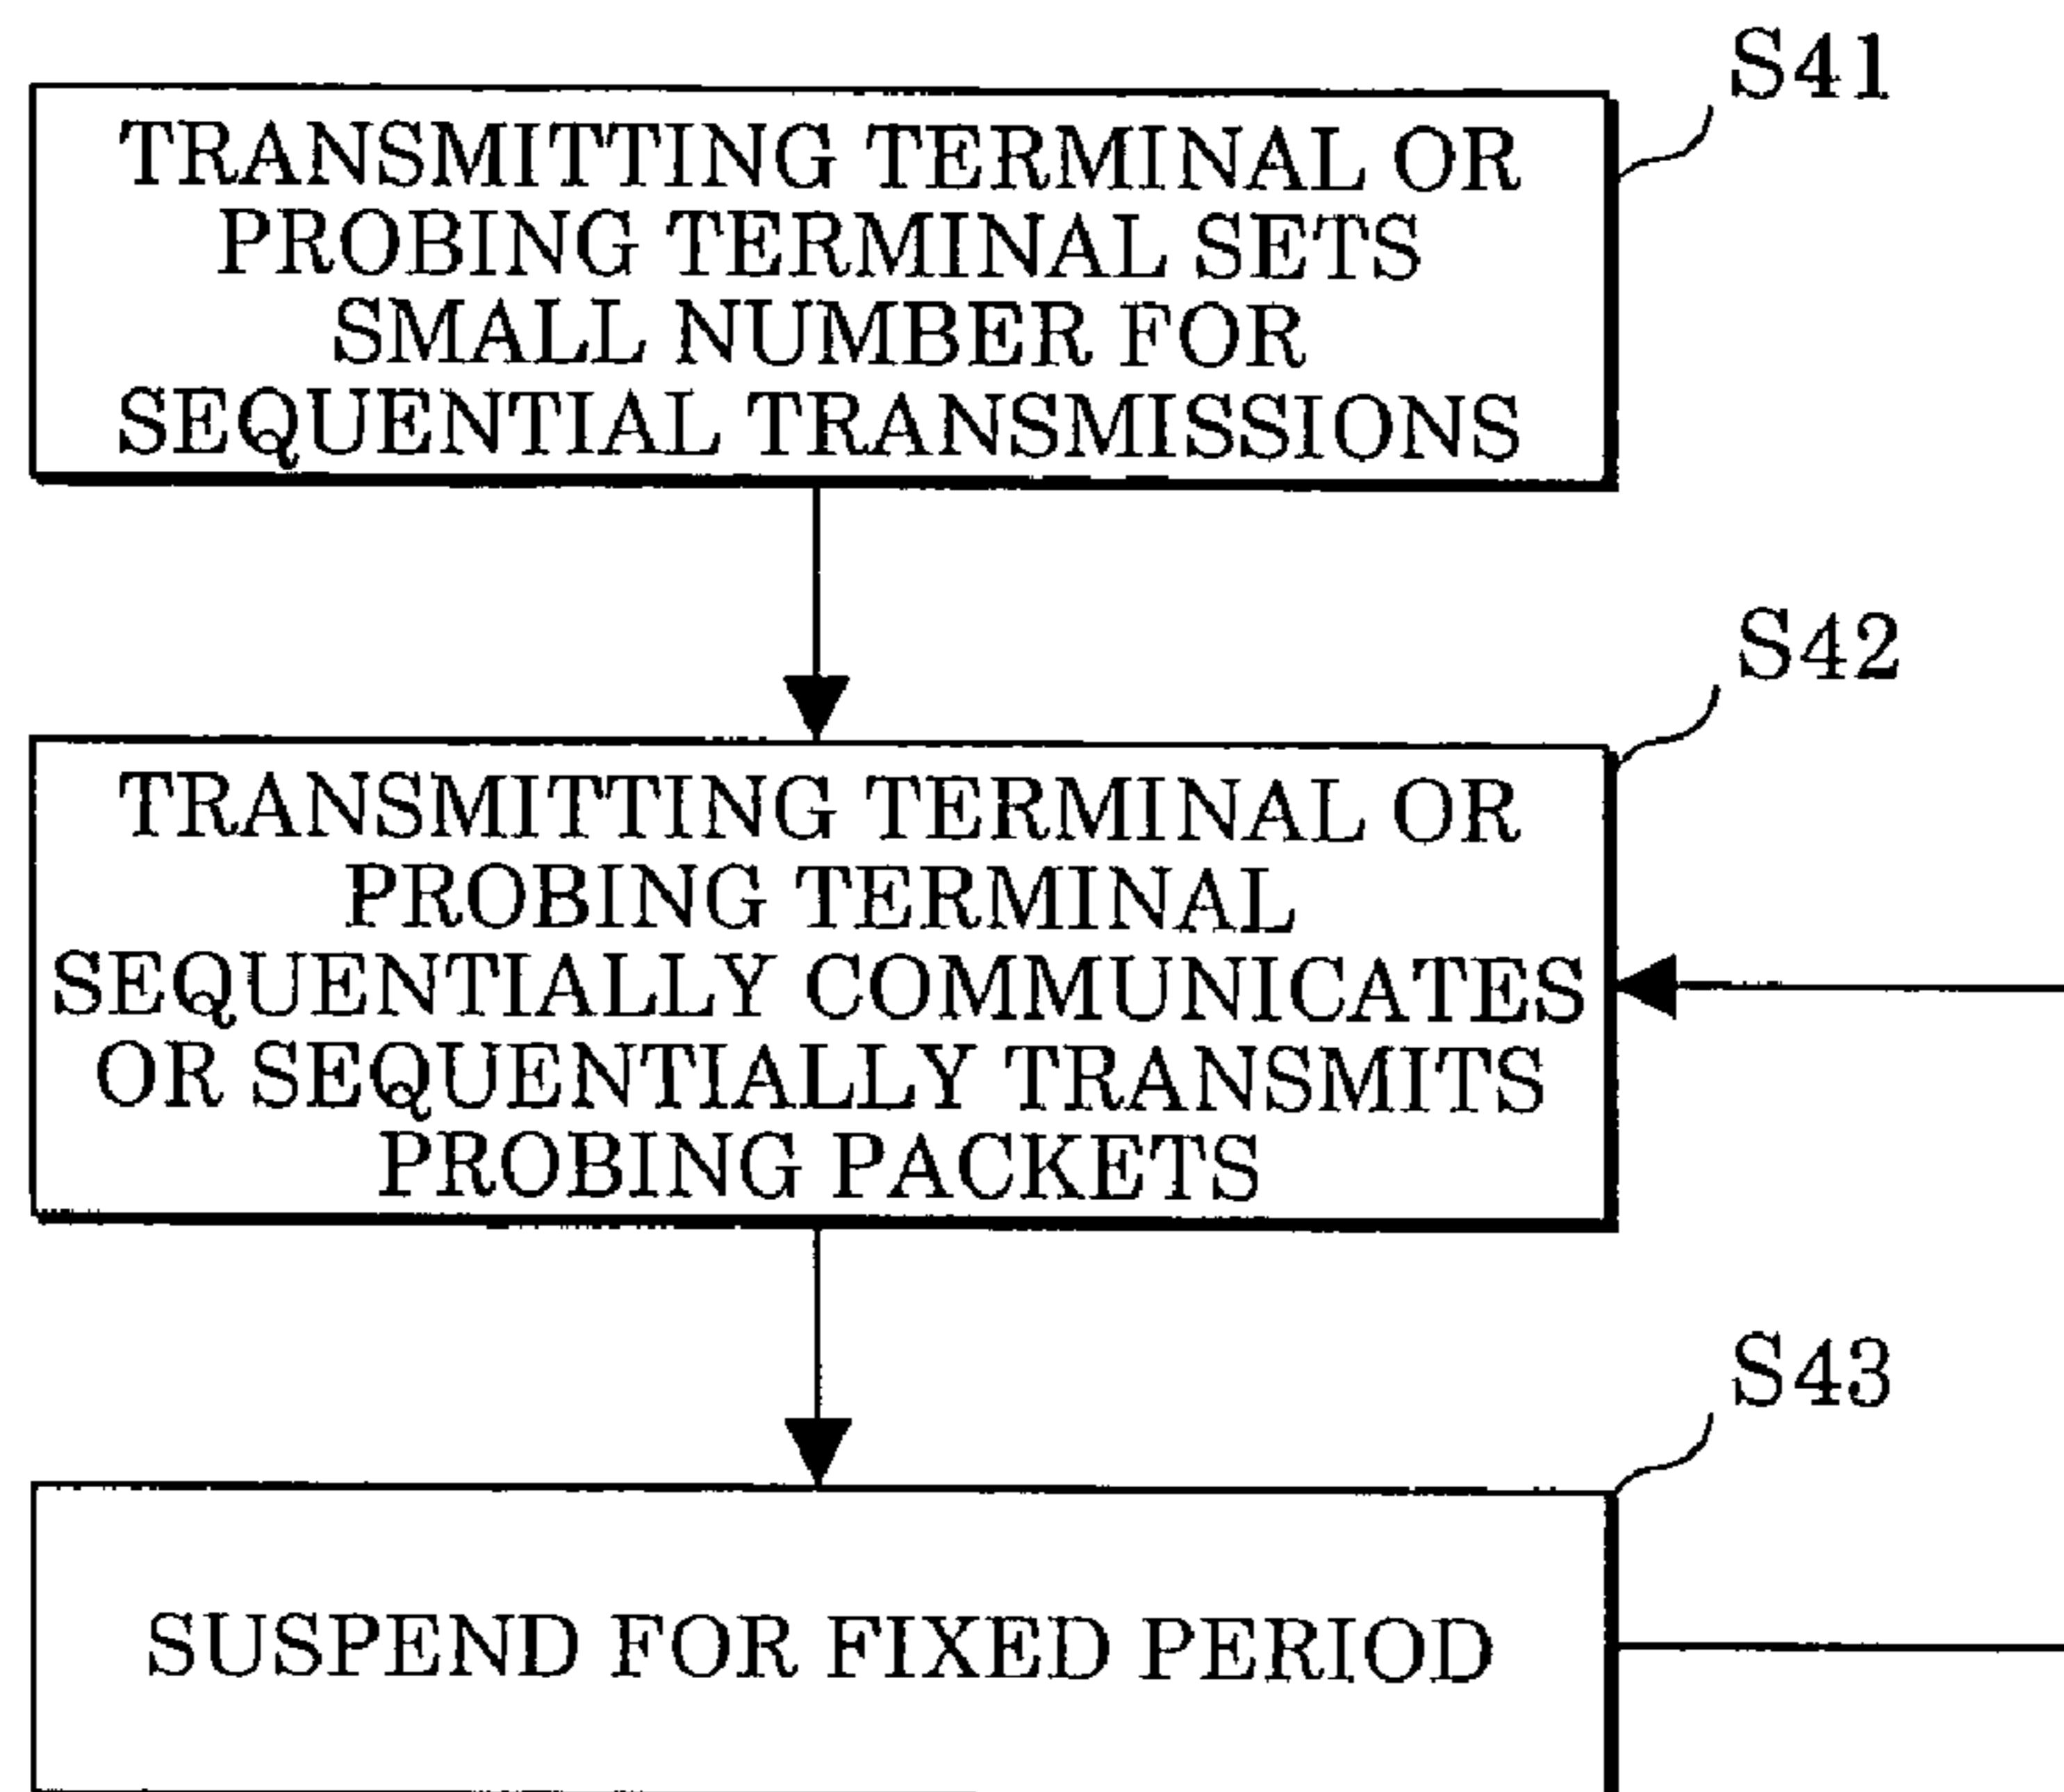 S41
TRANSMITTING TERMINAL OR
PROBING TERMINAL SETS
SMALL NUMBER FOR
SEQUENTIAL TRANSMISSIONS
S42
TRANSMITTING TERMINAL OR
PROBING TERMINAL
SEQUENTIALLY COMMUNICATES
OR SEQUENTIALLY TRANSMITS
PROBING PACKETS
S43
SUSPEND FOR FIXED PERIOD